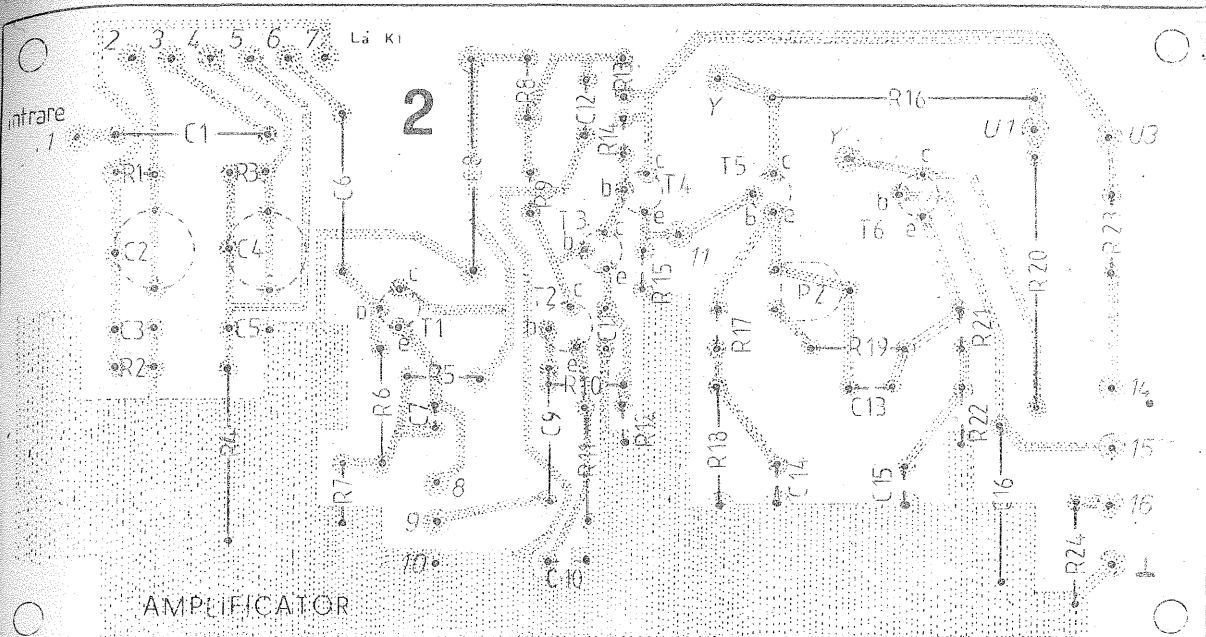 2 3 4 5 6 7 La K1
2
intrare
1
C1
R1
R3
C2
C4
C3
C5
R2
R4
C6
R8
C12
R13
R14
R9
c
b
T4
e
T3
c
b
e
11
R15
c
b
T1
e
R5
R6
C7
R7
8
9
10
T2
c
b
e
C11
R10
C9
R11
R12
C10
Y
R16
U1
U3
T5
c
b
e
Y'
c
b
T6
e
P2
R17
R19
R21
R20
R23
C13
R18
C14
C15
R22
C16
14
15
16
R24
⊥
AMPLIFICATOR